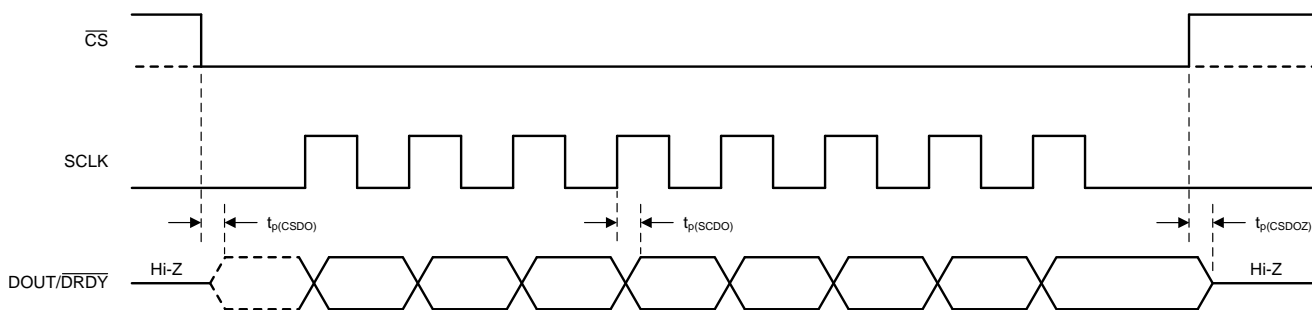 CS
SCLK
tp(CSDO)
tp(SCDO)
tp(CSDOZ)
Hi-Z
Hi-Z
DOUT/DRDY